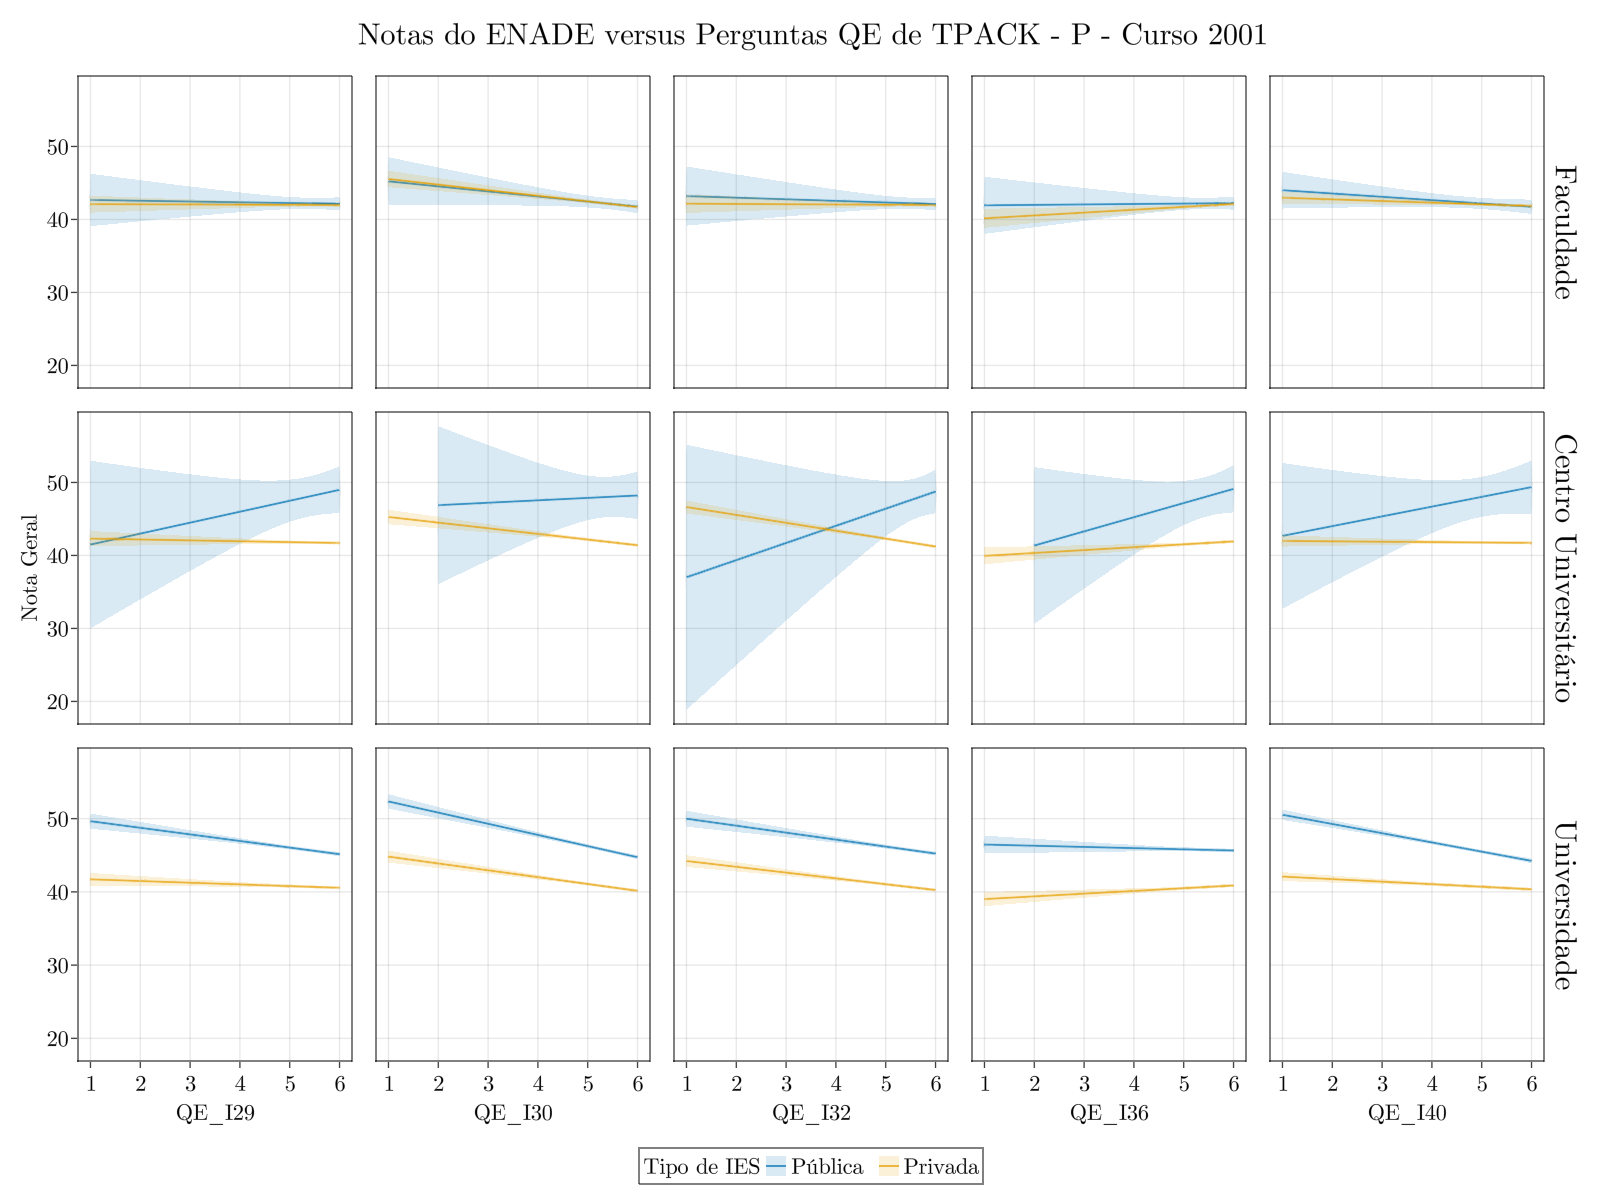 Notas do ENADE versus Perguntas QE de TPACK - P - Curso 2001
50
40
30
20
Faculdade
Nota Geral
50
40
30
20
Centro Universitário
50
40
30
20
Universidade
1 2 3 4 5 6
1 2 3 4 5 6
1 2 3 4 5 6
1 2 3 4 5 6
1 2 3 4 5 6
QE_I29
QE_I30
QE_I32
QE_I36
QE_I40
Tipo de IES Pública Privada